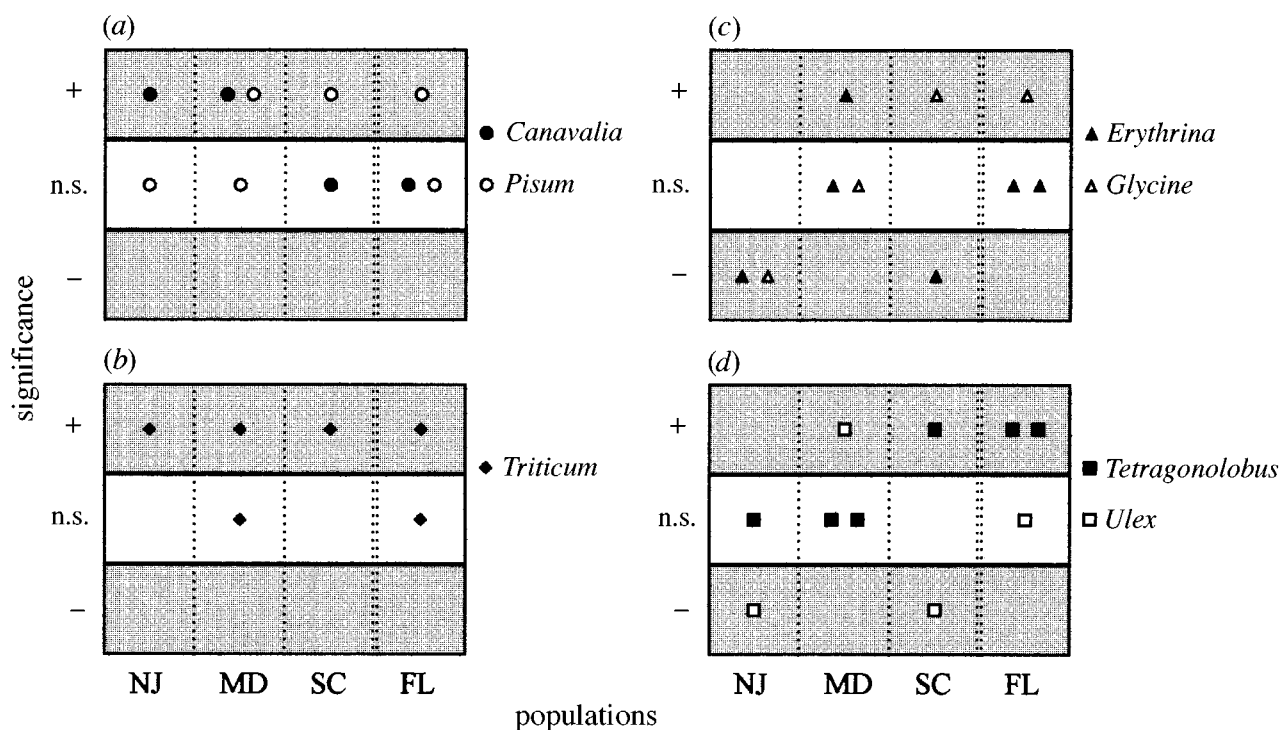 (a)
+
n.s.
–
Canavalia
Pisum
(c)
+
n.s.
–
Erythrina
Glycine
significance
(b)
+
n.s.
–
Triticum
NJ MD SC FL
(d)
+
n.s.
–
Tetragonolobus
Ulex
NJ MD SC FL
populations